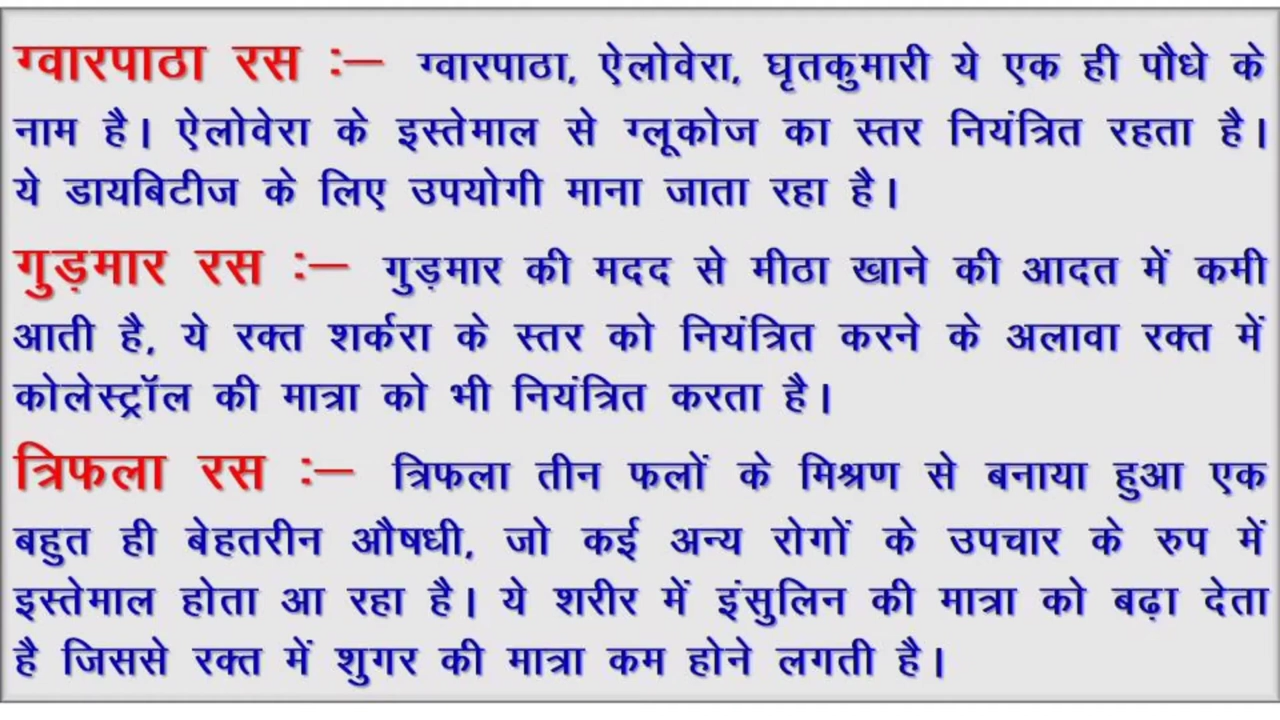 ग्वारपाठा रस :– ग्वारपाठा, ऐलोवेरा, घृतकुमारी ये एक ही पौधे के
नाम है। ऐलोवेरा के इस्तेमाल से ग्लूकोज का स्तर नियंत्रित रहता है।
ये डायबिटीज के लिए उपयोगी माना जाता रहा है।
गुड़मार रस :– गुड़मार की मदद से मीठा खाने की आदत में कमी
आती है, ये रक्त शर्करा के स्तर को नियंत्रित करने के अलावा रक्त में
कोलेस्ट्रॉल की मात्रा को भी नियंत्रित करता है।
त्रिफला रस :– त्रिफला तीन फलों के मिश्रण से बनाया हुआ एक
बहुत ही बेहतरीन औषधी, जो कई अन्य रोगों के उपचार के रुप में
इस्तेमाल होता आ रहा है। ये शरीर में इंसुलिन की मात्रा को बढ़ा देता
है जिससे रक्त में शुगर की मात्रा कम होने लगती है।